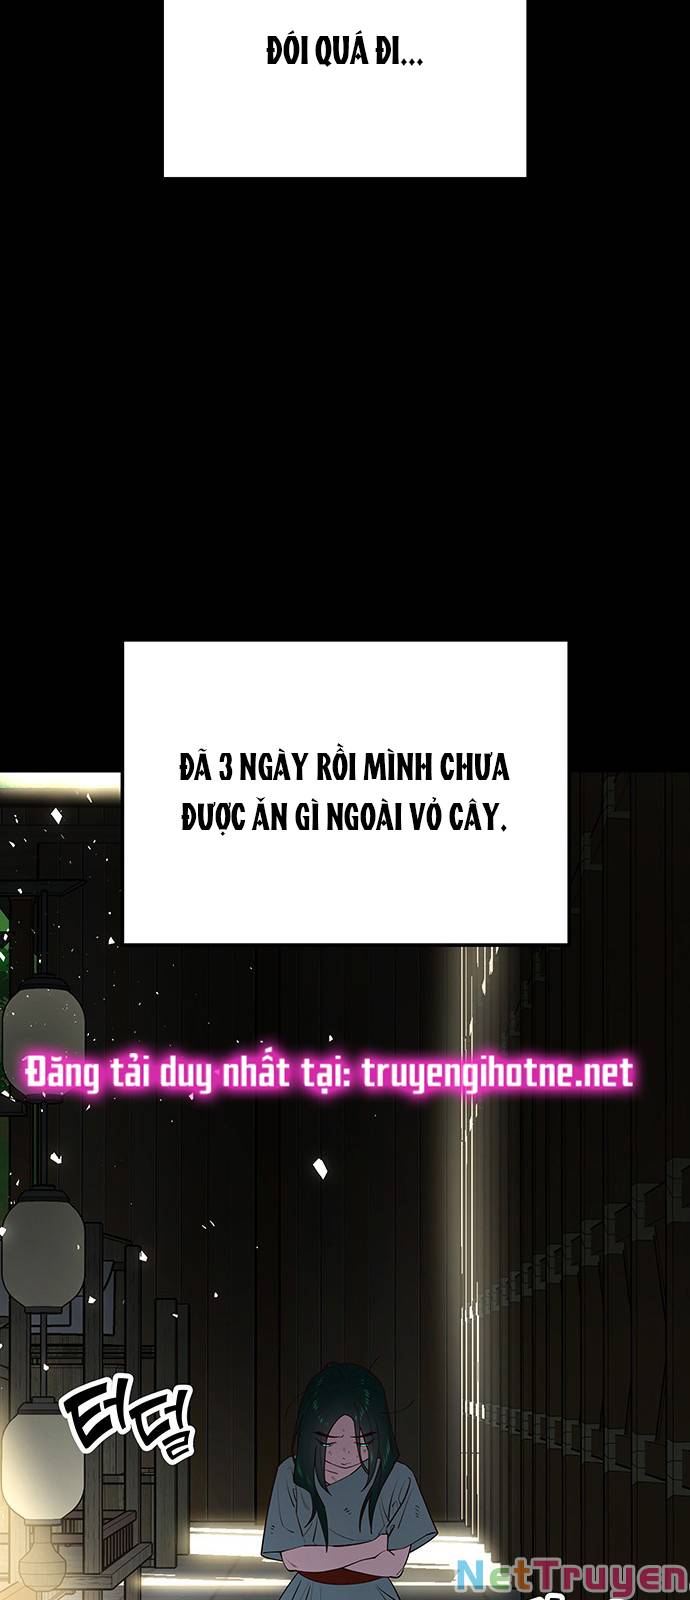 ĐÓI QUÁ ĐI...
ĐÃ 3 NGÀY RỒI MÌNH CHƯA
ĐƯỢC ĂN GÌ NGOÀI VỎ CÂY.
Đăng tải duy nhất tại: truyengihotne.net
터덜
NetTruyen